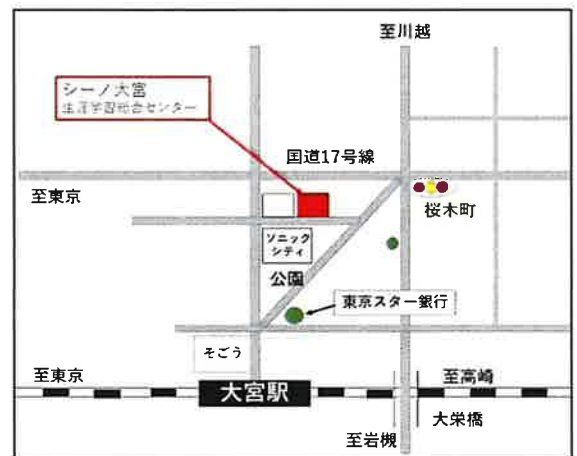 至川越
シーノ大宮
生涯学習総合センター
国道17号線
至東京
桜木町
ソニック
シティ
公園
東京スター銀行
そごう
至東京
大宮駅
至高崎
大栄橋
至岩槻